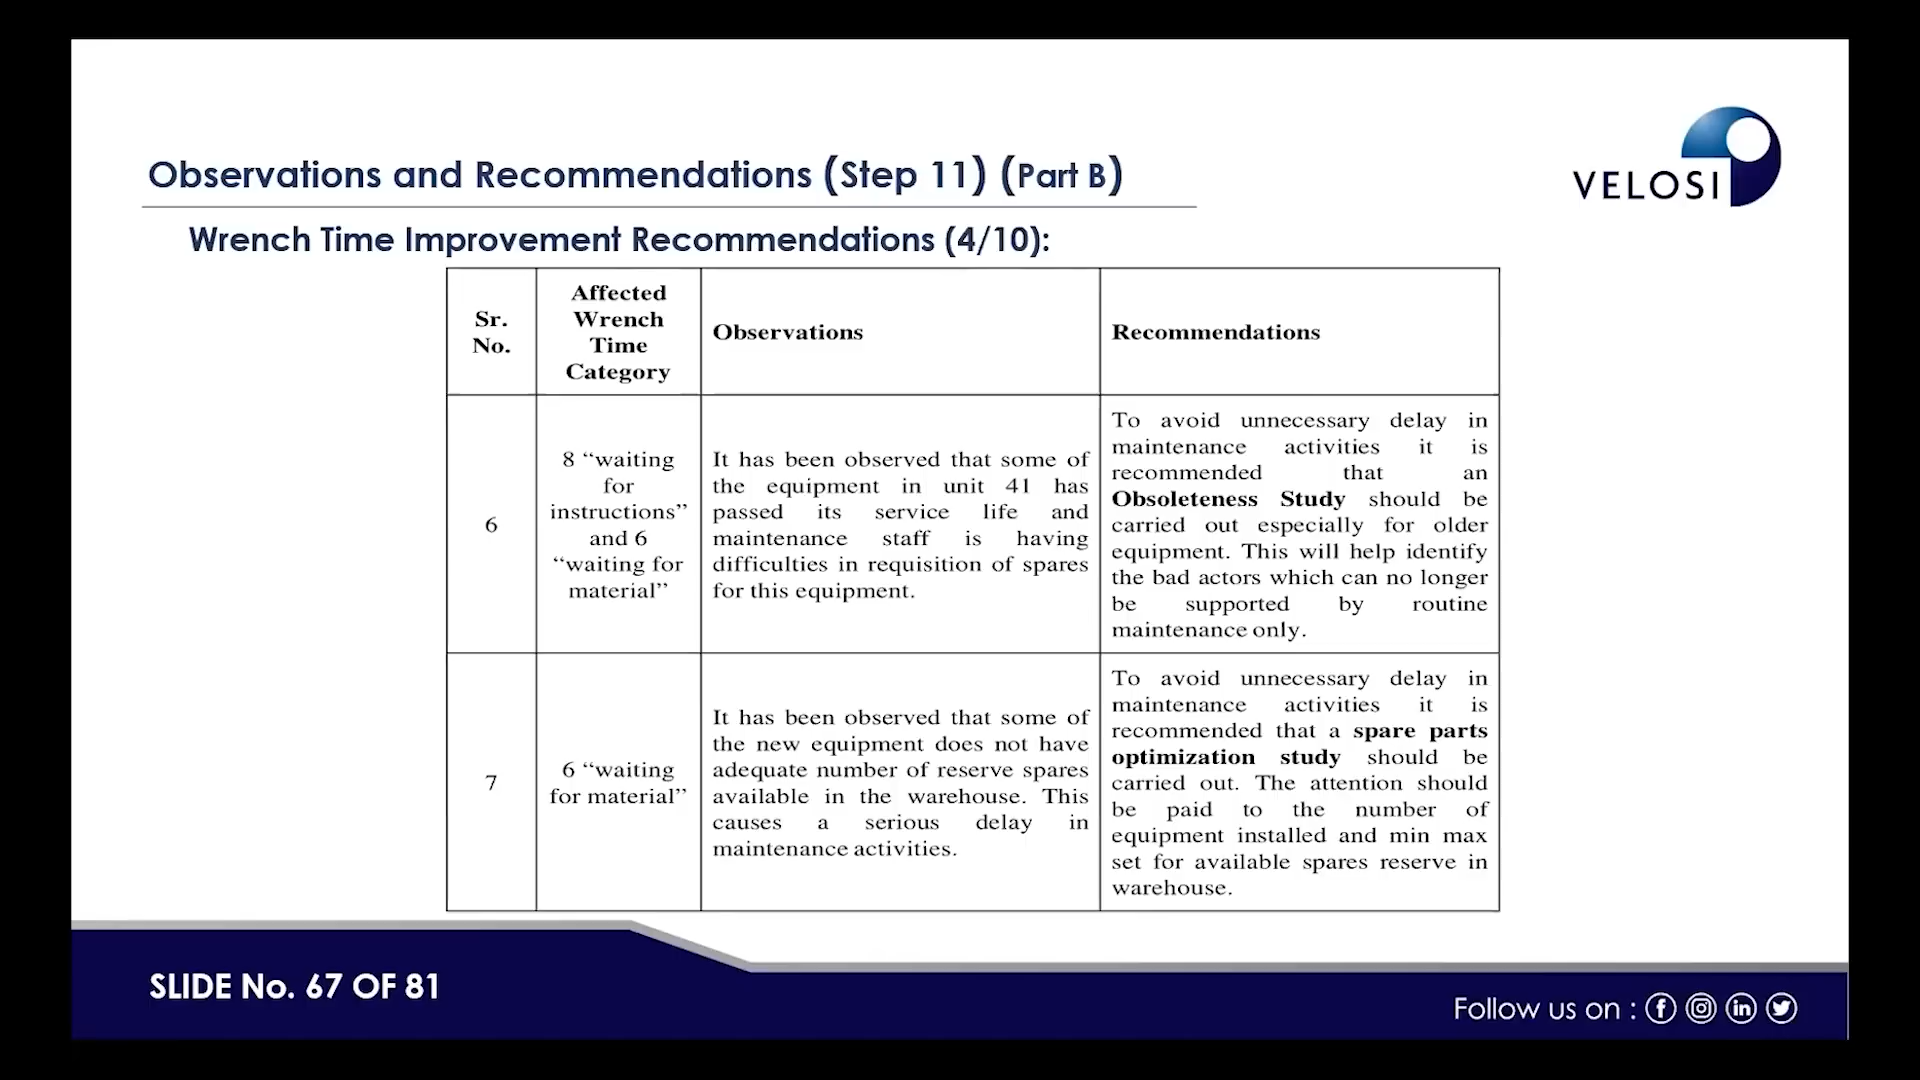 Observations and Recommendations (Step 11) (Part B)
VELOSI
Wrench Time Improvement Recommendations (4/10):
Sr.
No.
Affected
Wrench
Time
Category
Observations
Recommendations
6
8 “waiting
for
instructions”
and 6
“waiting for
material”
It has been observed that some of
the equipment in unit 41 has
passed its service life and
maintenance staff is having
difficulties in requisition of spares
for this equipment.
To avoid unnecessary delay in
maintenance activities it is
recommended that an
Obsoleteness Study should be
carried out especially for older
equipment. This will help identify
the bad actors which can no longer
be supported by routine
maintenance only.
7
6 “waiting
for material”
It has been observed that some of
the new equipment does not have
adequate number of reserve spares
available in the warehouse. This
causes a serious delay in
maintenance activities.
To avoid unnecessary delay in
maintenance activities it is
recommended that a spare parts
optimization study should be
carried out. The attention should
be paid to the number of
equipment installed and min max
set for available spares reserve in
warehouse.
SLIDE No. 67 OF 81
Follow us on :